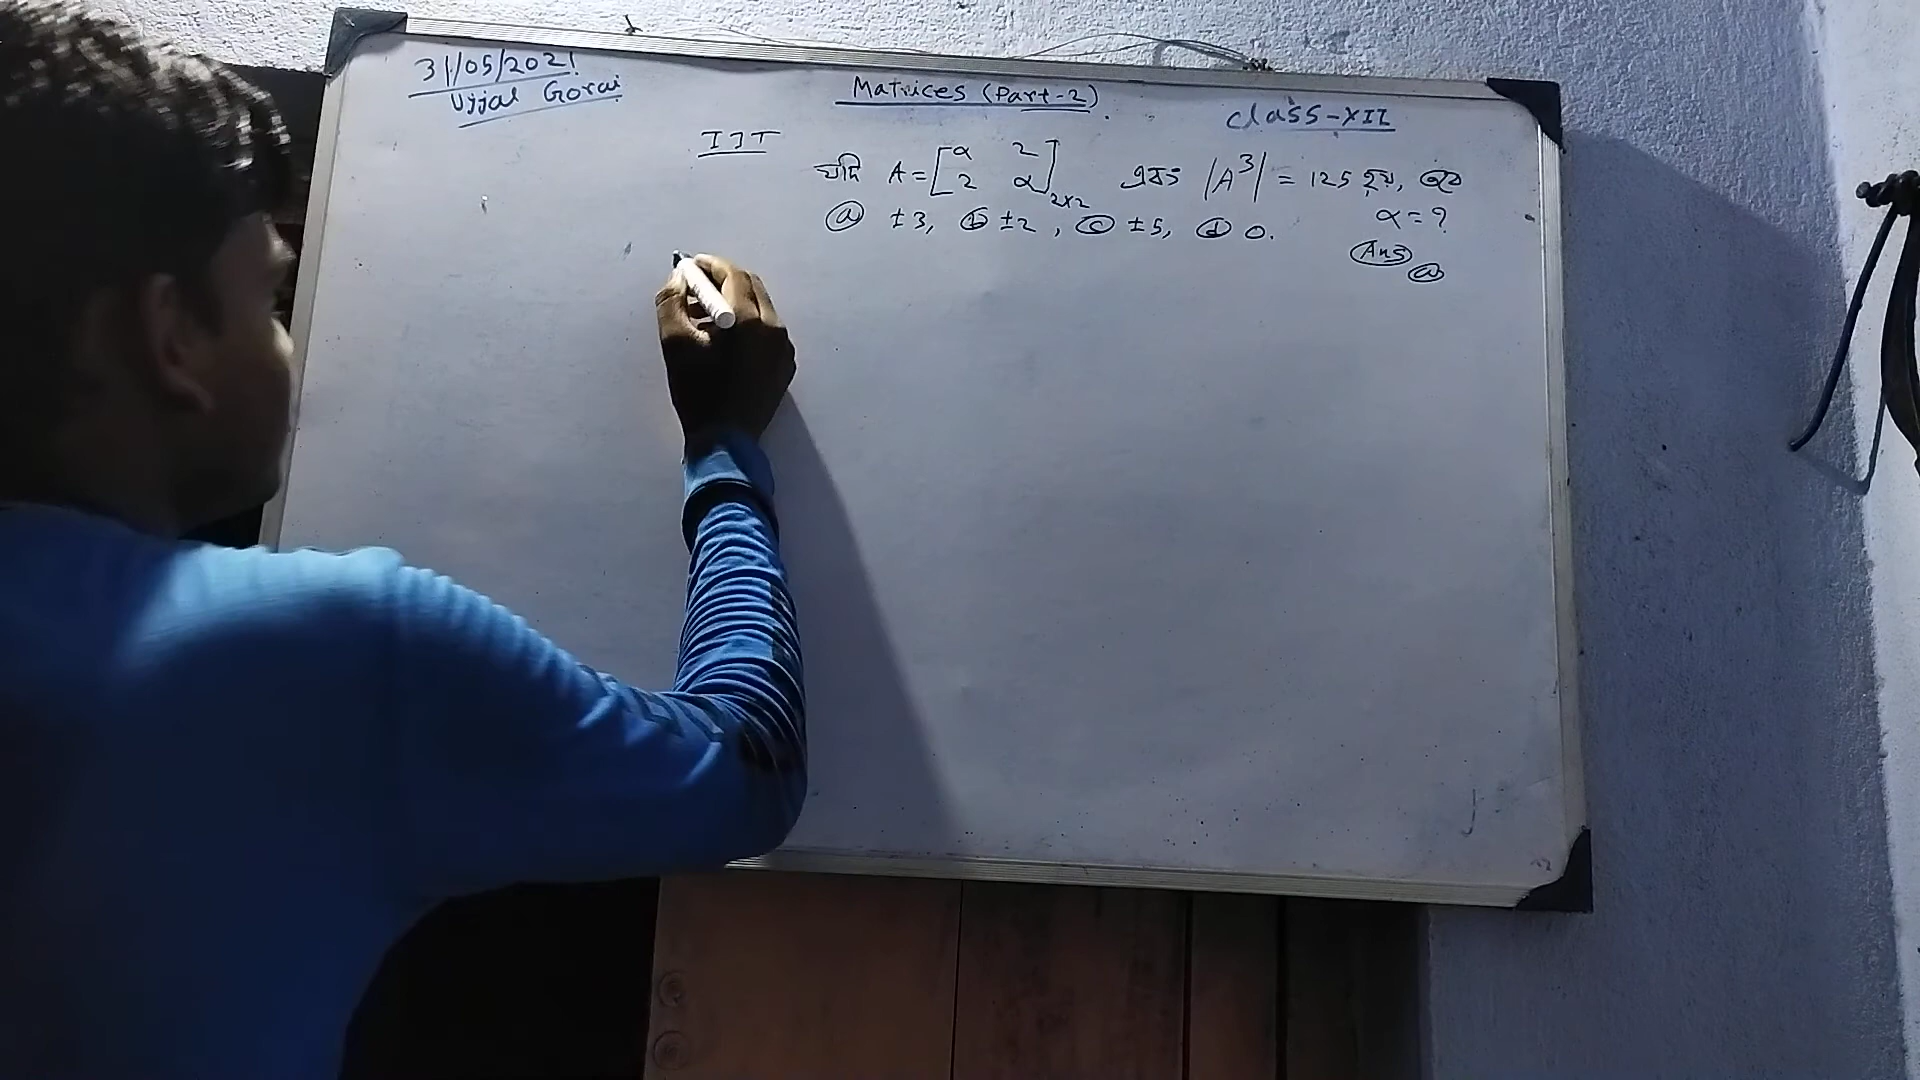 31/05/2021
Ujjal Gorai
Matrices (Part-2).
Class-XII
IIT
যদি A = [α 2 2 α]2x2 এবং |A^3| = 125 হয়, তবে
α = ?
(a) ±3, (b) ±2, (c) ±5, (d) 0.
Ans
(a)